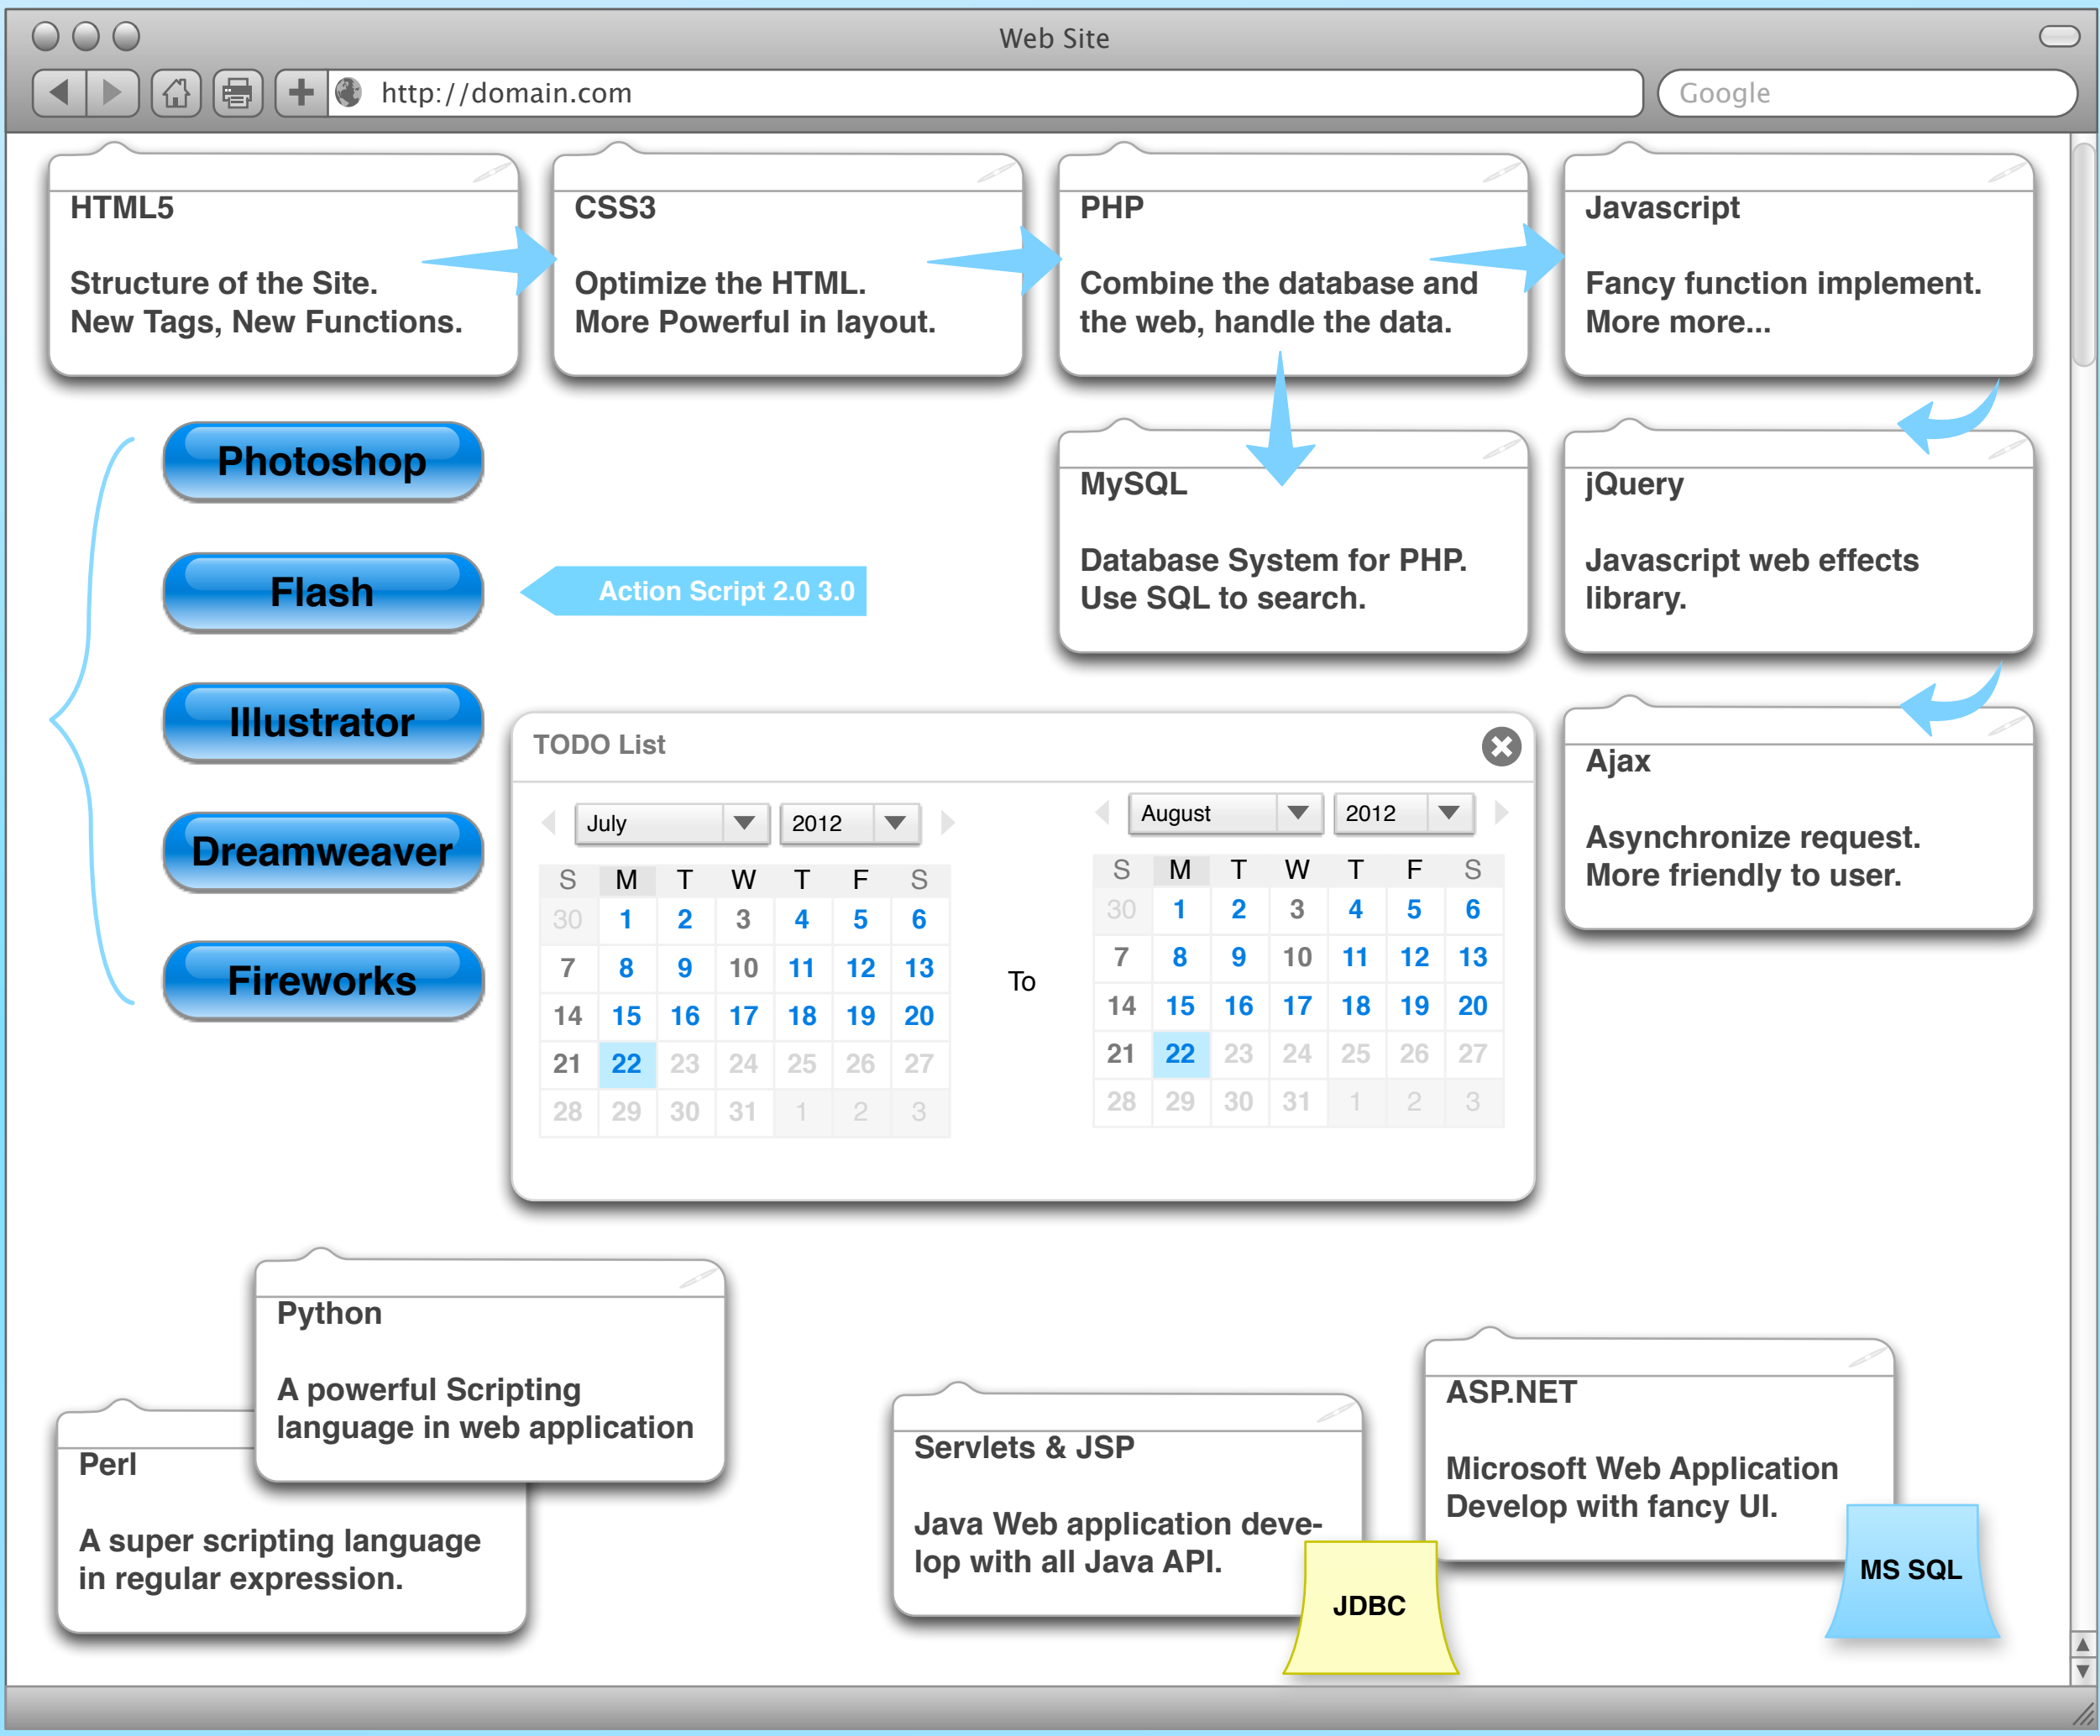 Web Site
http://domain.com
Google
HTML5
Structure of the Site.
New Tags, New Functions.
CSS3
Optimize the HTML.
More Powerful in layout.
PHP
Combine the database and
the web, handle the data.
Javascript
Fancy function implement.
More more...
Photoshop
Flash
Illustrator
Dreamweaver
Fireworks
Action Script 2.0 3.0
MySQL
Database System for PHP.
Use SQL to search.
jQuery
Javascript web effects
library.
Ajax
Asynchronize request.
More friendly to user.
TODO List
July 2012
S M T W T F S
30 1 2 3 4 5 6
7 8 9 10 11 12 13
14 15 16 17 18 19 20
21 22 23 24 25 26 27
28 29 30 31 1 2 3
To
August 2012
S M T W T F S
30 1 2 3 4 5 6
7 8 9 10 11 12 13
14 15 16 17 18 19 20
21 22 23 24 25 26 27
28 29 30 31 1 2 3
Python
A powerful Scripting
language in web application
Perl
A super scripting language
in regular expression.
Servlets & JSP
Java Web application deve-
lop with all Java API.
JDBC
ASP.NET
Microsoft Web Application
Develop with fancy UI.
MS SQL